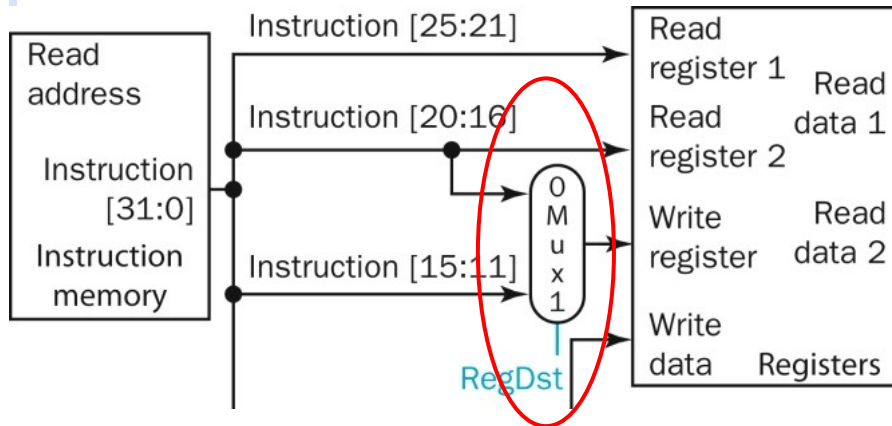 Read
address
Instruction
[31:0]
Instruction
memory
Instruction [25:21]
Instruction [20:16]
Instruction [15:11]
0
M
u
x
1
RegDst
Read
register 1
Read
data 1
Read
register 2
Write
register
Read
data 2
Write
data
Registers